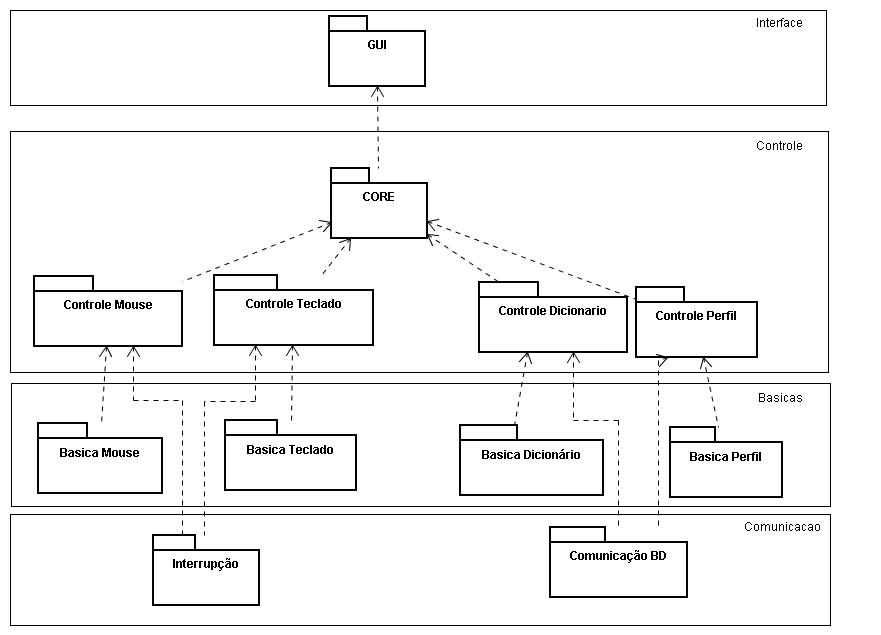 Interface
GUI
Controle
CORE
Controle Mouse
Controle Teclado
Controle Dicionario
Controle Perfil
Basicas
Basica Mouse
Basica Teclado
Basica Dicionário
Basica Perfil
Comunicacao
Interrupção
Comunicação BD